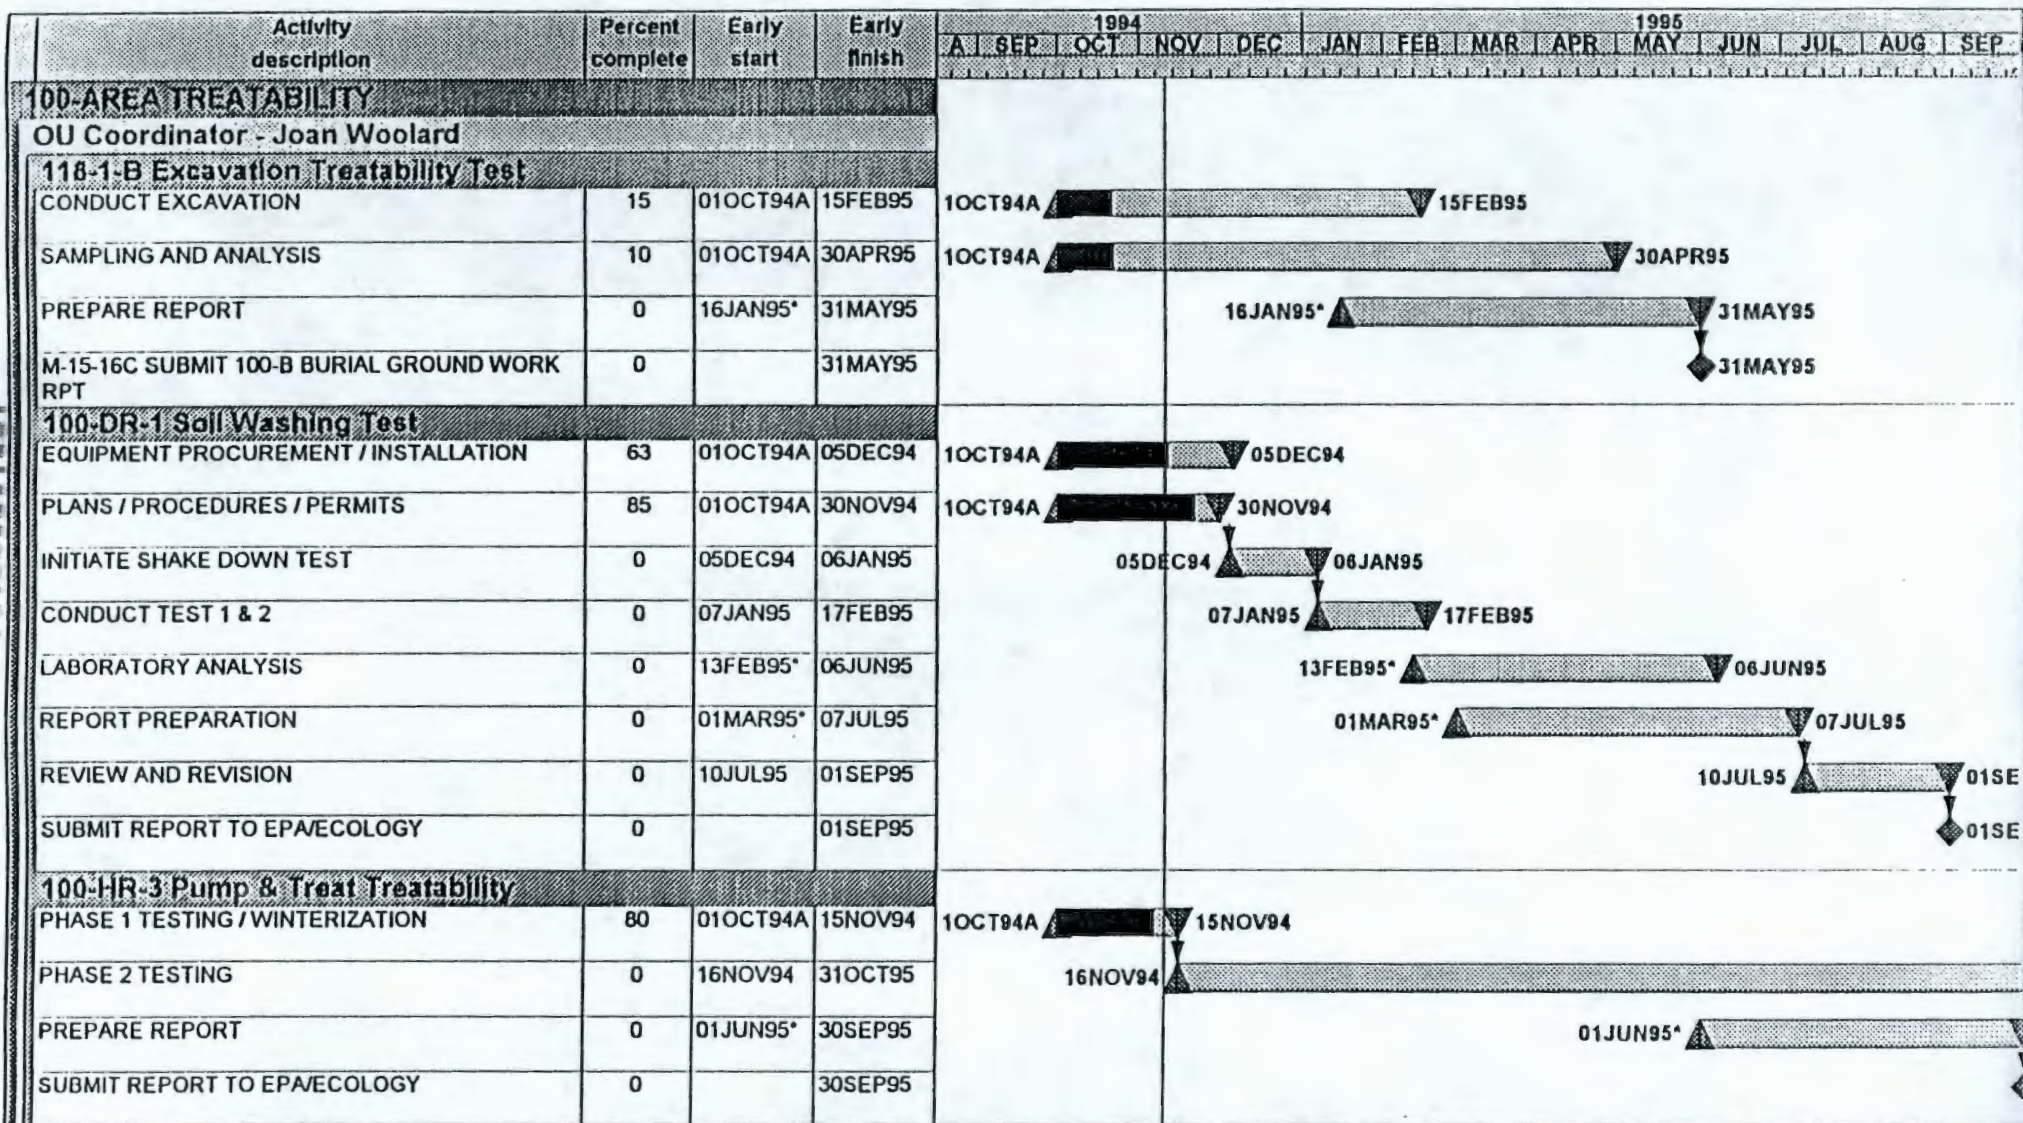 Activity description Percent complete Early start Early finish
1994 1995
A SEP OCT NOV DEC JAN FEB MAR APR MAY JUN JUL AUG SEP
100-AREA TREATABILITY
OU Coordinator - Joan Woolard
118-1-B Excavation Treatability Test
CONDUCT EXCAVATION 15 01OCT94A 15FEB95 1OCT94A 15FEB95
SAMPLING AND ANALYSIS 10 01OCT94A 30APR95 1OCT94A 30APR95
PREPARE REPORT 0 16JAN95* 31MAY95 16JAN95* 31MAY95
M-15-16C SUBMIT 100-B BURIAL GROUND WORK 0 31MAY95 31MAY95
RPT
100-DR-1 Soil Washing Test
EQUIPMENT PROCUREMENT / INSTALLATION 63 01OCT94A 05DEC94 1OCT94A 05DEC94
PLANS / PROCEDURES / PERMITS 85 01OCT94A 30NOV94 1OCT94A 30NOV94
INITIATE SHAKE DOWN TEST 0 05DEC94 06JAN95 05DEC94 06JAN95
CONDUCT TEST 1 & 2 0 07JAN95 17FEB95 07JAN95 17FEB95
LABORATORY ANALYSIS 0 13FEB95* 06JUN95 13FEB95* 06JUN95
REPORT PREPARATION 0 01MAR95* 07JUL95 01MAR95* 07JUL95
REVIEW AND REVISION 0 10JUL95 01SEP95 10JUL95 01SE
SUBMIT REPORT TO EPA/ECOLOGY 0 01SEP95 01SE
100-HR-3 Pump & Treat Treatability
PHASE 1 TESTING / WINTERIZATION 80 01OCT94A 15NOV94 1OCT94A 15NOV94
PHASE 2 TESTING 0 16NOV94 31OCT95 16NOV94
PREPARE REPORT 0 01JUN95* 30SEP95 01JUN95*
SUBMIT REPORT TO EPA/ECOLOGY 0 30SEP95